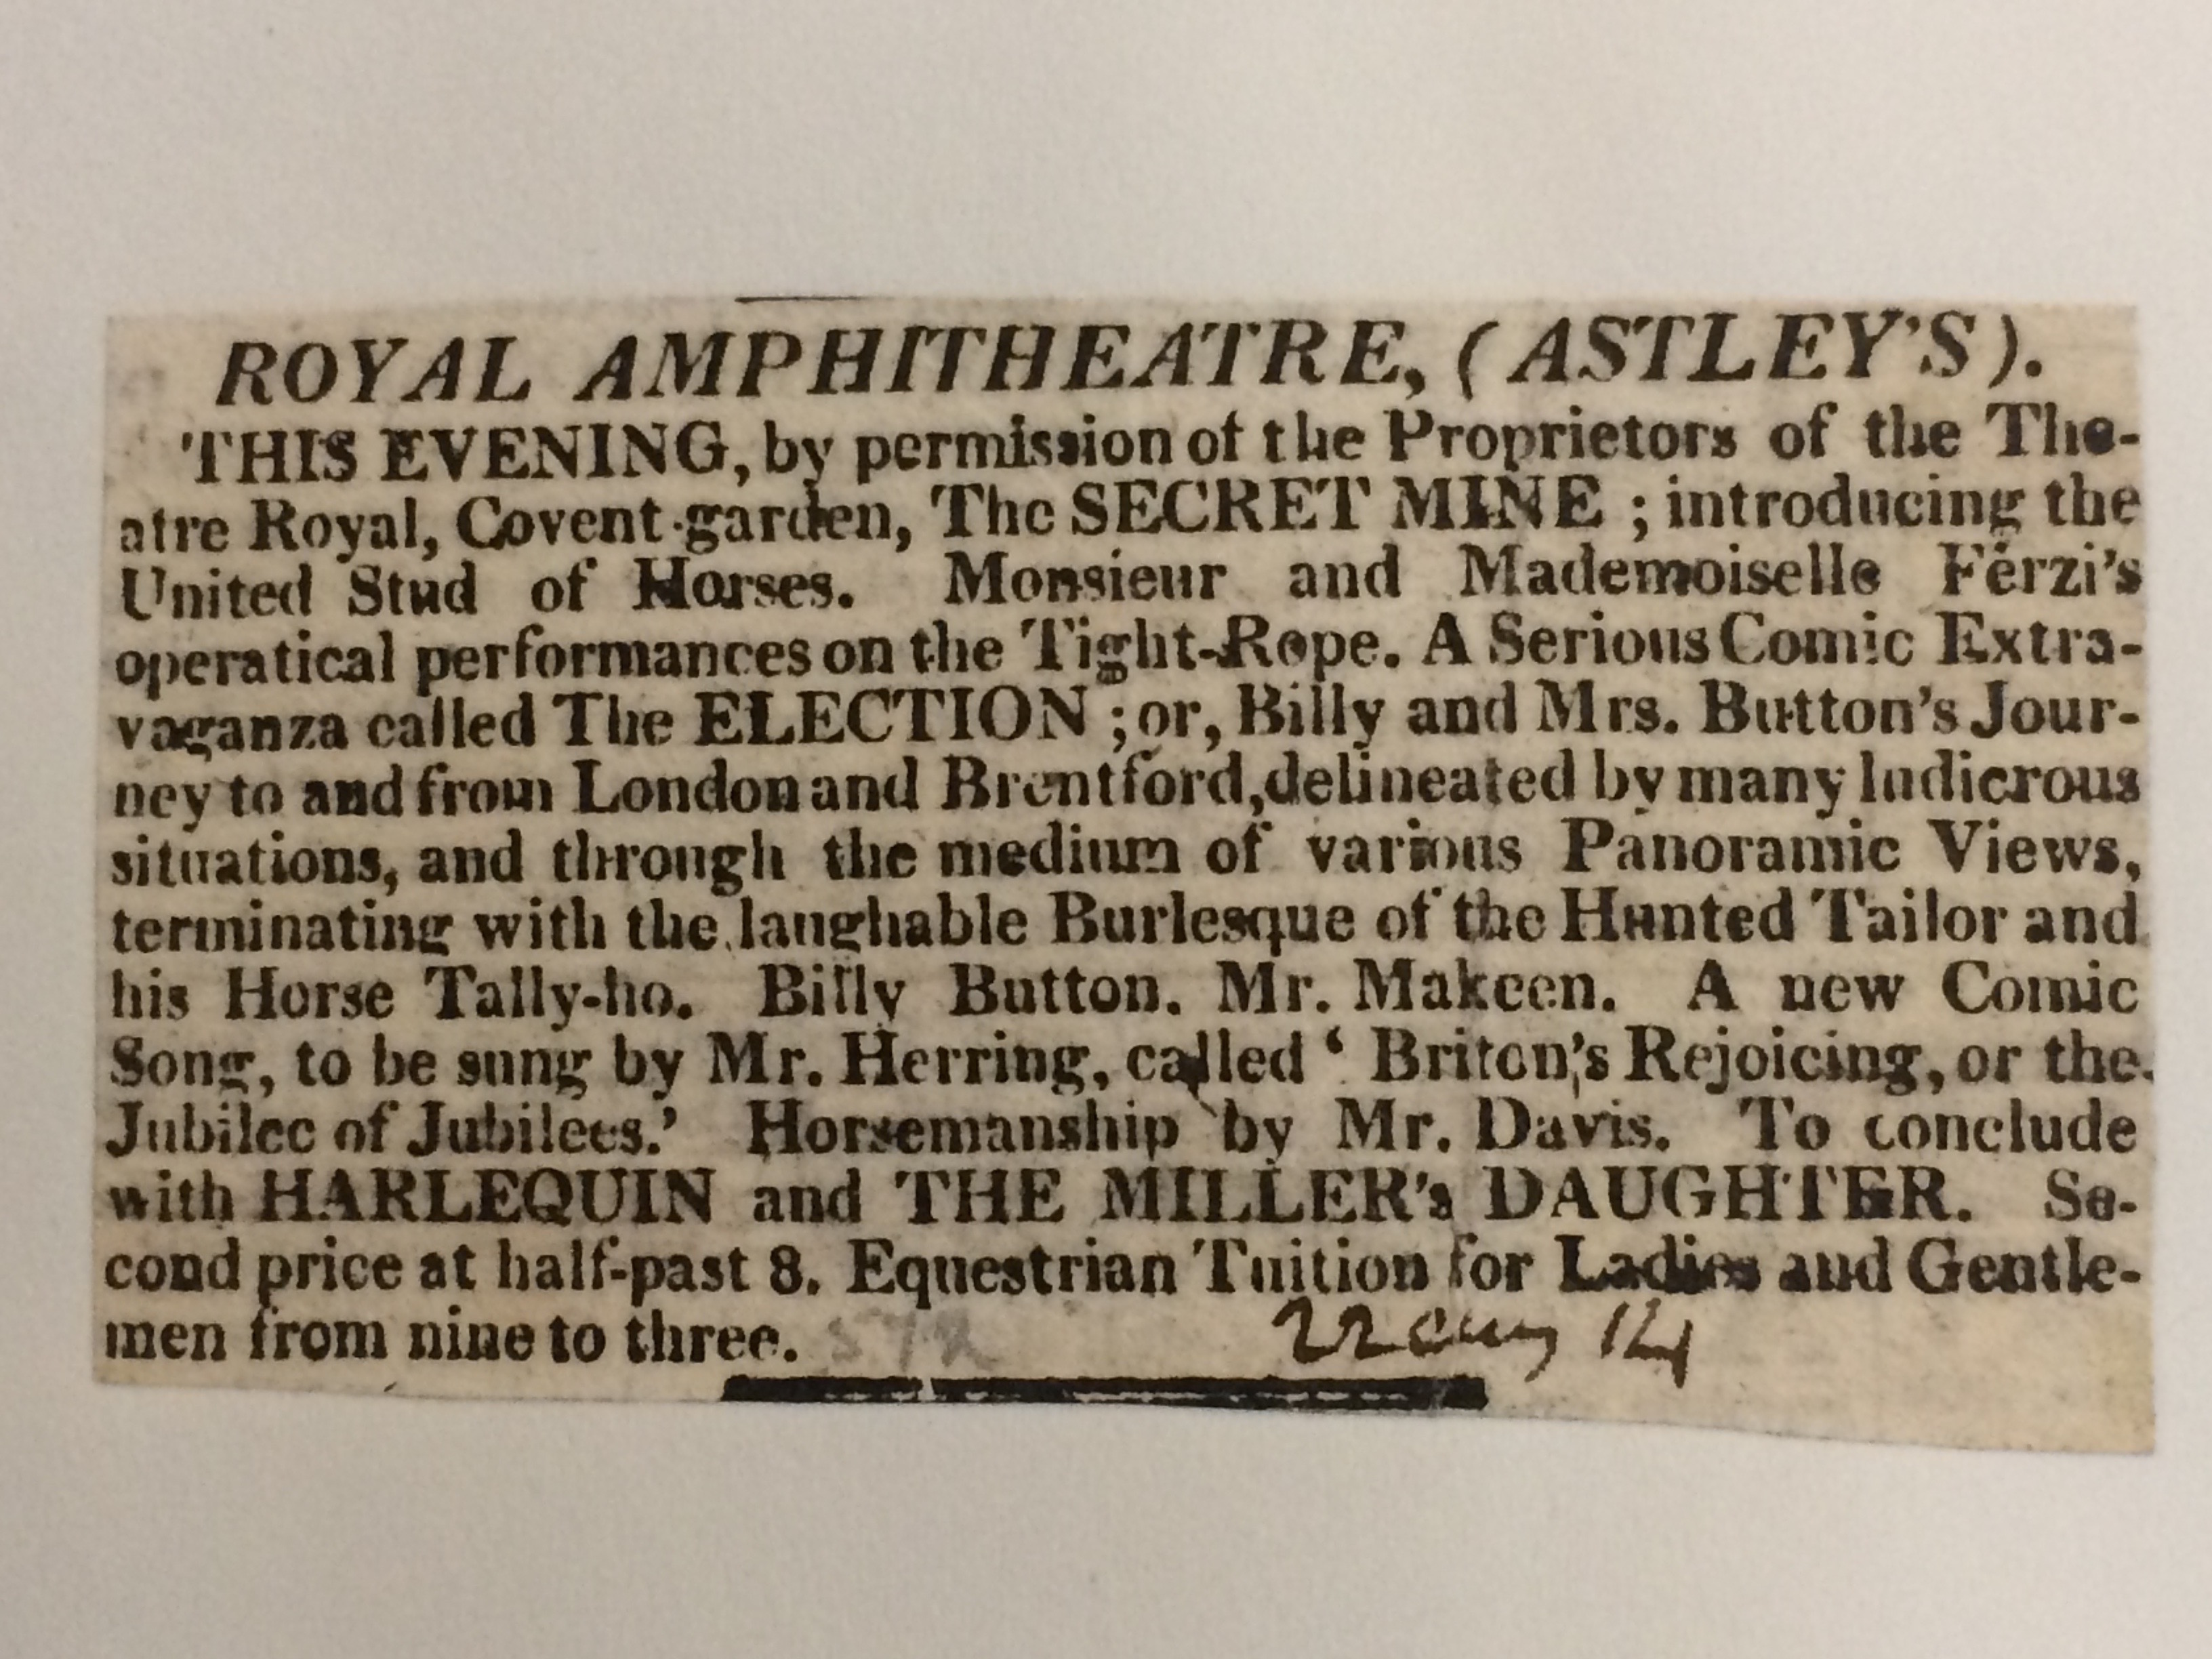 ROYAL AMPHITHEATRE, (ASTLEY'S).
THIS EVENING, by permission of the Proprietors of the The-
atre Royal, Covent-garden, The SECRET MINE ; introducing the
United Stud of Horses. Monsieur and Mademoiselle Ferzi's
operatical performances on the Tight-Rope. A Serious Comic Extra-
vaganza called The ELECTION ; or, Billy and Mrs. Button's Jour-
ney to and from London and Brentford, delineated by many ludicrous
situations, and through the medium of various Panoramic Views,
terminating with the laughable Burlesque of the Hunted Tailor and
his Horse Tally-ho. Billy Button. Mr. Makeen. A new Comic
Song, to be sung by Mr. Herring, called ' Briton's Rejoicing, or the
Jubilee of Jubilees.' Horsemanship by Mr. Davis. To conclude
with HARLEQUIN and THE MILLER's DAUGHTER. Se-
cond price at half-past 8. Equestrian Tuition for Ladies and Gentle-
men from nine to three.
22 aug 14